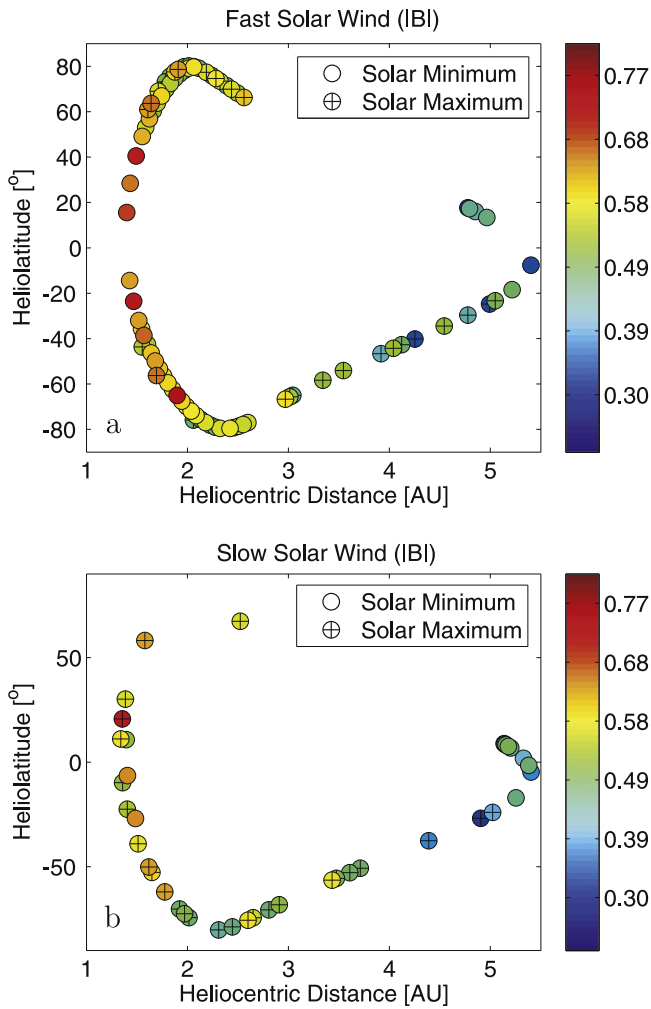 Fast Solar Wind (|B|)
Heliolatitude [°]
80
60
40
20
0
-20
-40
-60
-80
a
Solar Minimum
Solar Maximum
0.77
0.68
0.58
0.49
0.39
0.30
1 2 3 4 5
Heliocentric Distance [AU]
Slow Solar Wind (|B|)
Heliolatitude [°]
50
0
-50
b
Solar Minimum
Solar Maximum
0.77
0.68
0.58
0.49
0.39
0.30
1 2 3 4 5
Heliocentric Distance [AU]